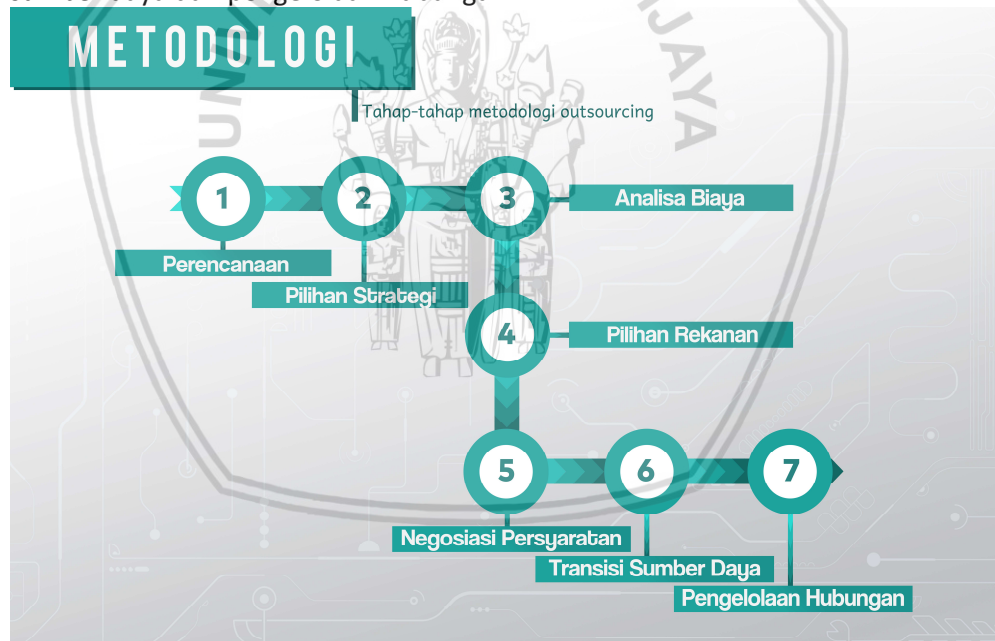 METODOLOGI
Tahap-tahap metodologi outsourcing
1
2
3
Analisa Biaya
Perencanaan
Pilihan Strategi
4
Pilihan Rekanan
5
6
7
Negosiasi Persyaratan
Transisi Sumber Daya
Pengelolaan Hubungan